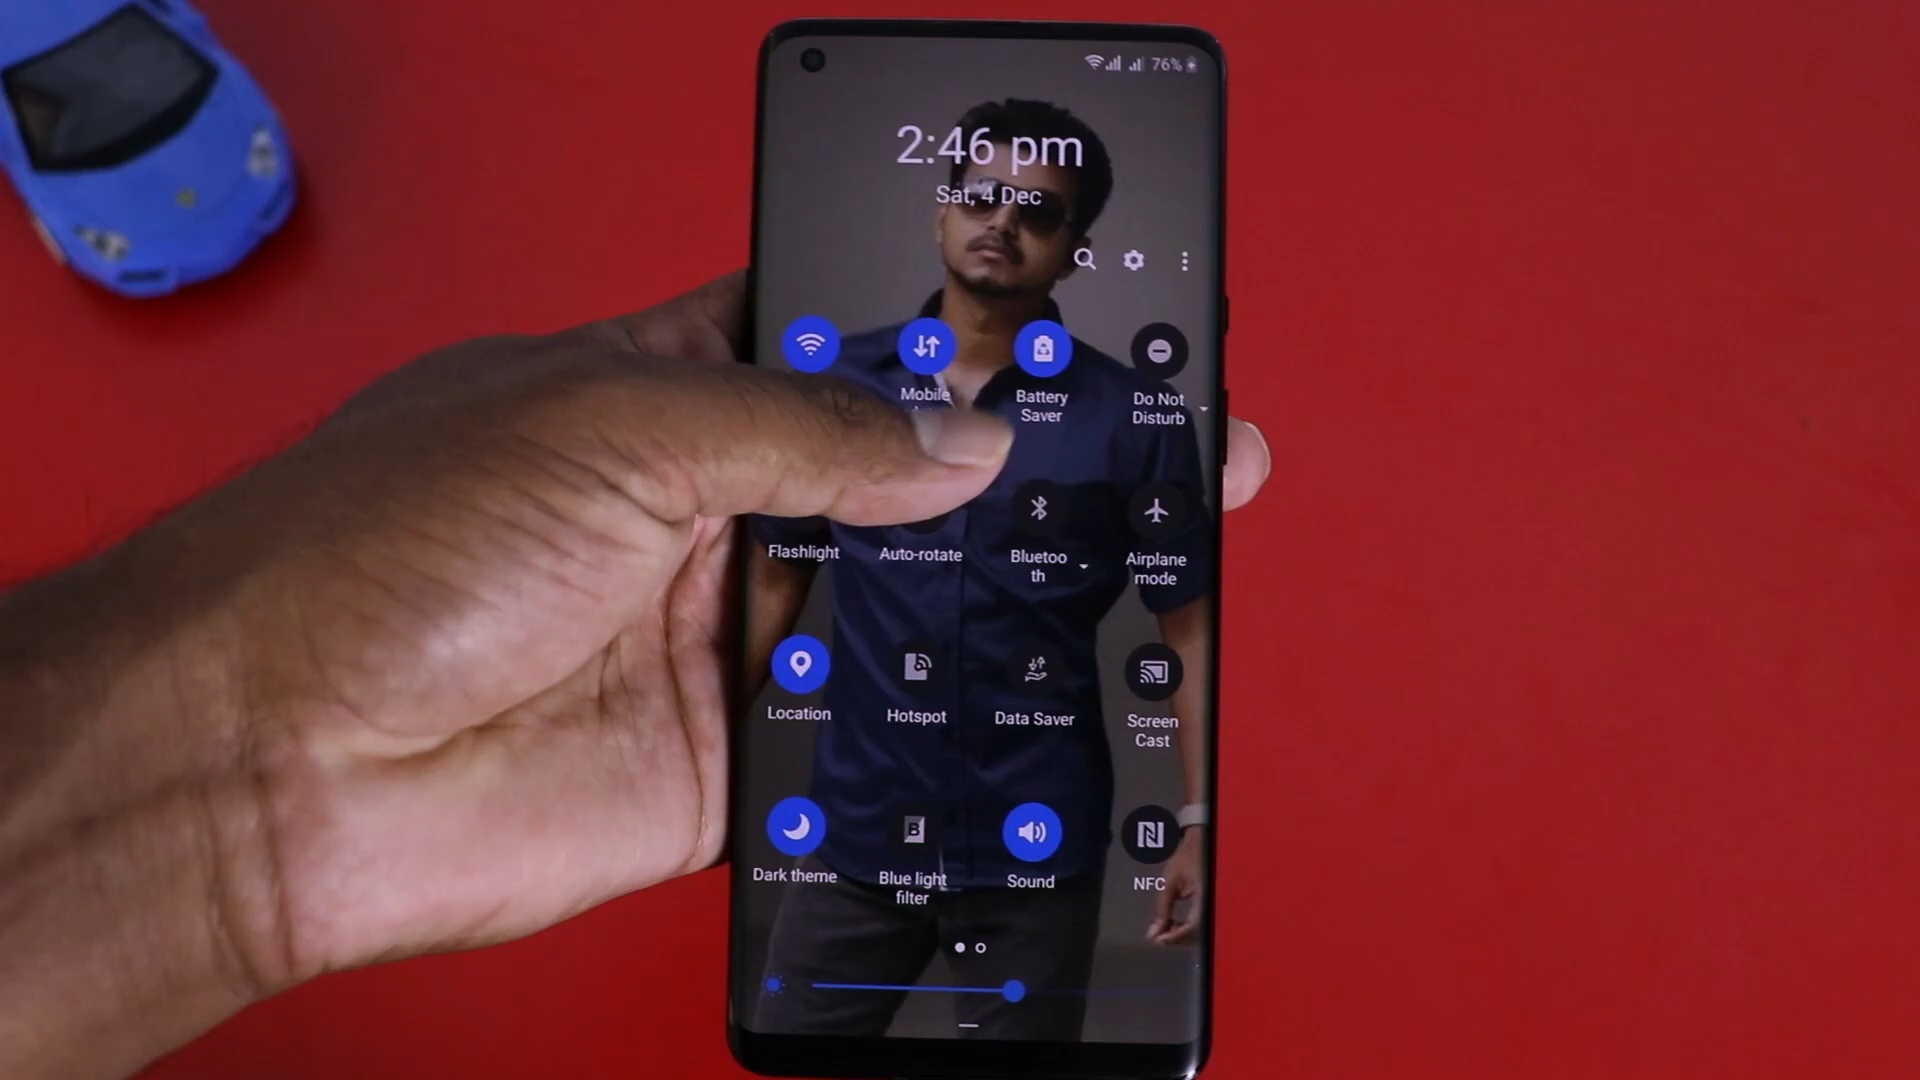 76%
2:46 pm
Sat, 4 Dec
Mobile
Battery
Saver
Do Not
Disturb
Flashlight
Auto-rotate
Bluetoo
th
Airplane
mode
Location
Hotspot
Data Saver
Screen
Cast
Dark theme
Blue light
filter
B
Sound
NFC